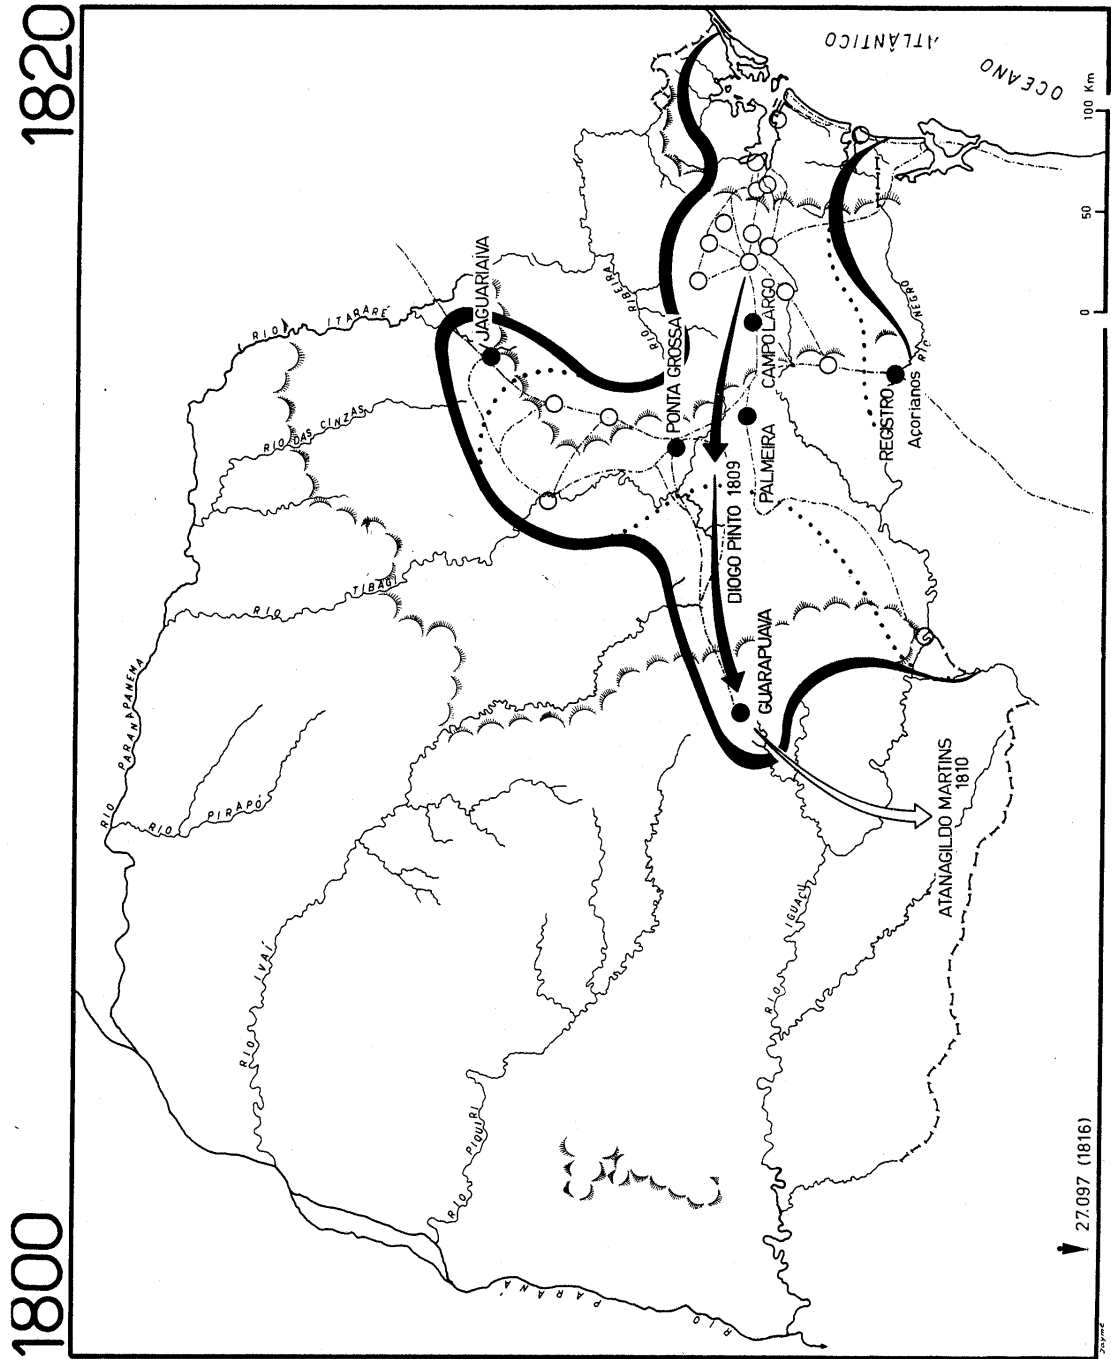 1800
1820
RIO PARANAPANEMA
RIO PIRAPÓ
RIO TIBAGI
RIO DAS CINZAS
RIO ITARARÉ
RIO IVAÍ
RIO PIQUIRI
RIO PARANÁ
RIO IGUAÇU
RIO RIBEIRA
RIO NEGRO
JAGUARIAIVA
PONTA GROSSA
CAMPO LARGO
PALMEIRA
DIOGO PINTO 1809
GUARAPUAVA
REGISTRO
Açorianos
ATANAGILDO MARTINS
1810
OCEANO
ATLÂNTICO
0 50 100 Km
27.097 (1816)
Jayme